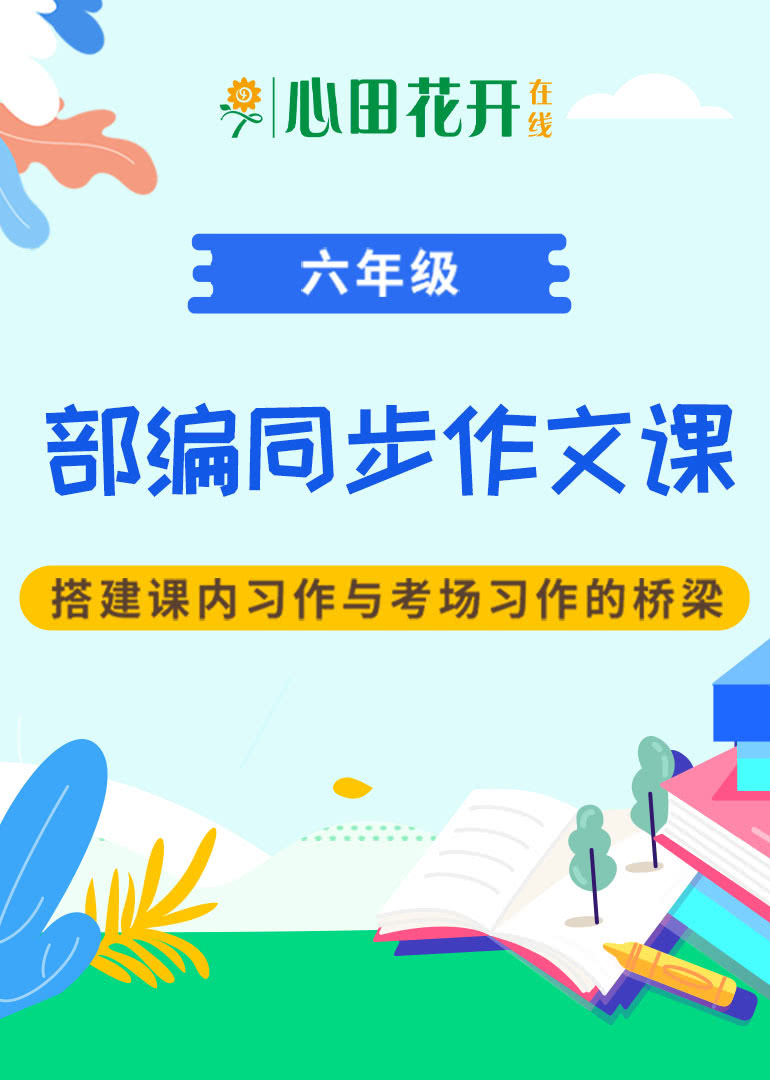 心田花开在线
六年级
部编同步作文课
搭建课内习作与考场习作的桥梁